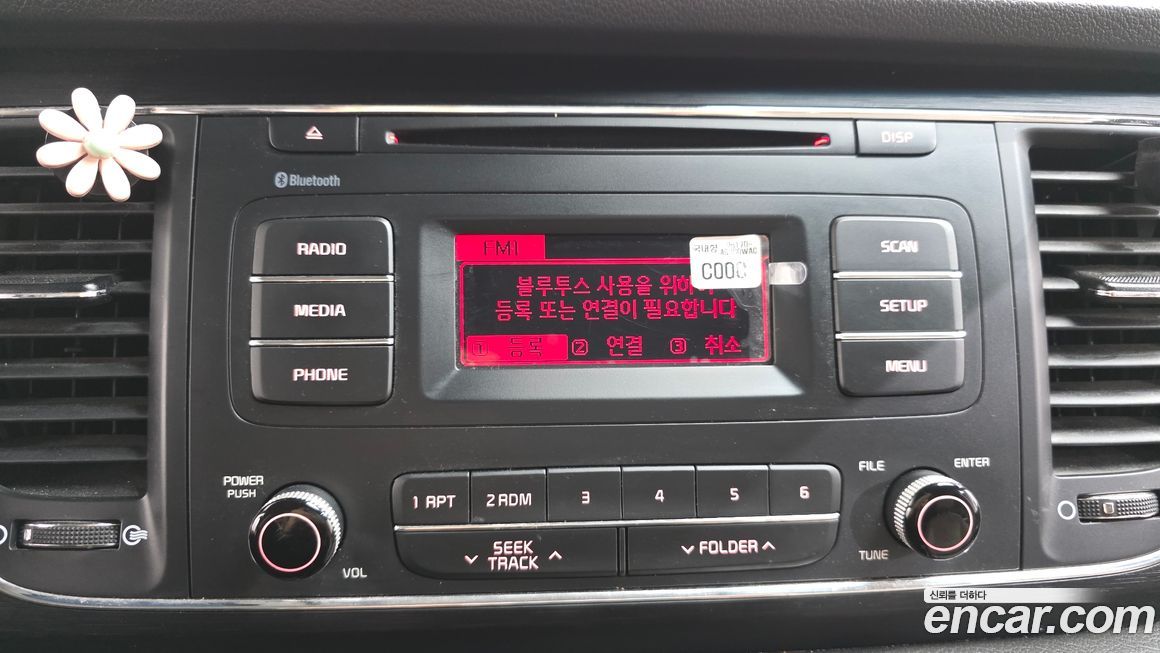 DISP
Bluetooth
RADIO
MEDIA
PHONE
FM1
C000
블루투스 사용을 위해
등록 또는 연결이 필요합니다
1 등록 2 연결 3 취소
SCAN
SETUP
MENU
POWER
PUSH
VOL
1 RPT 2 RDM 3 4 5 6
SEEK
TRACK
FOLDER
FILE
ENTER
TUNE
신뢰를 더하다
encar.com